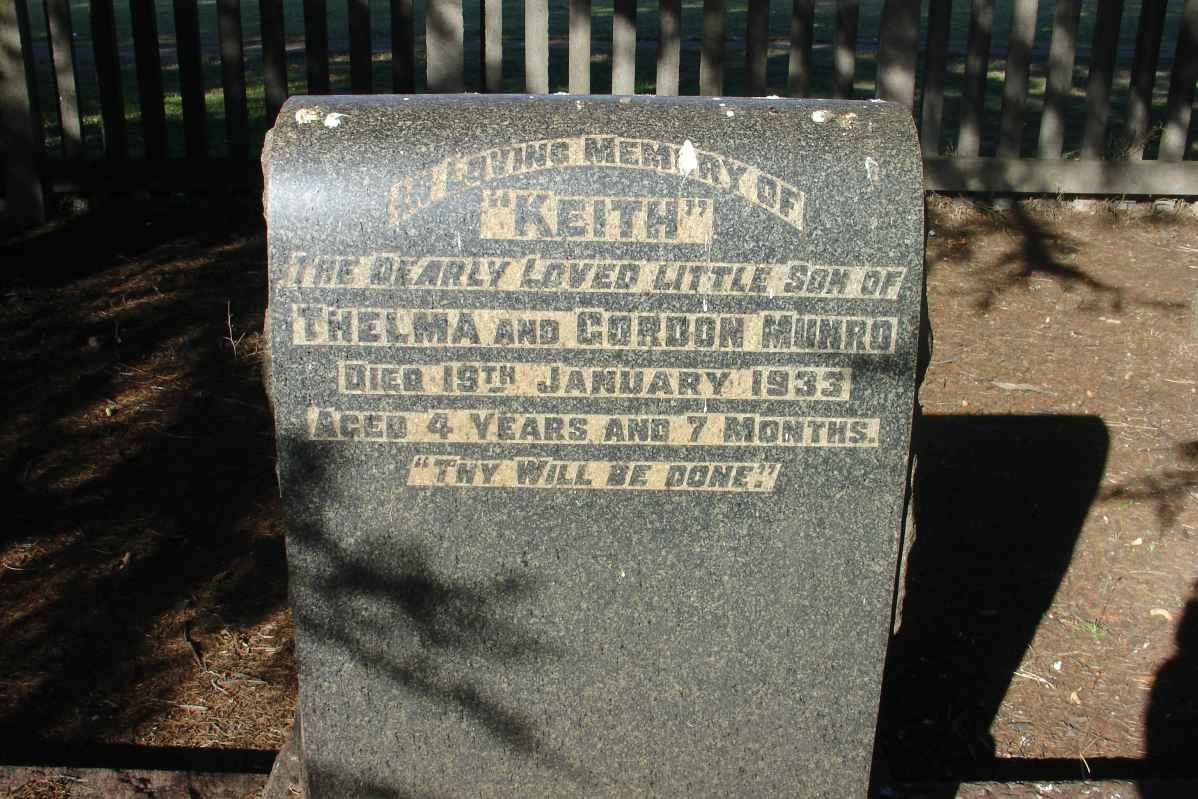 IN LOVING MEMORY OF
"KEITH"
THE DEARLY LOVED LITTLE SON OF
THELMA AND GORDON MUNRO
DIED 19TH JANUARY 1933
AGED 4 YEARS AND 7 MONTHS.
"THY WILL BE DONE."